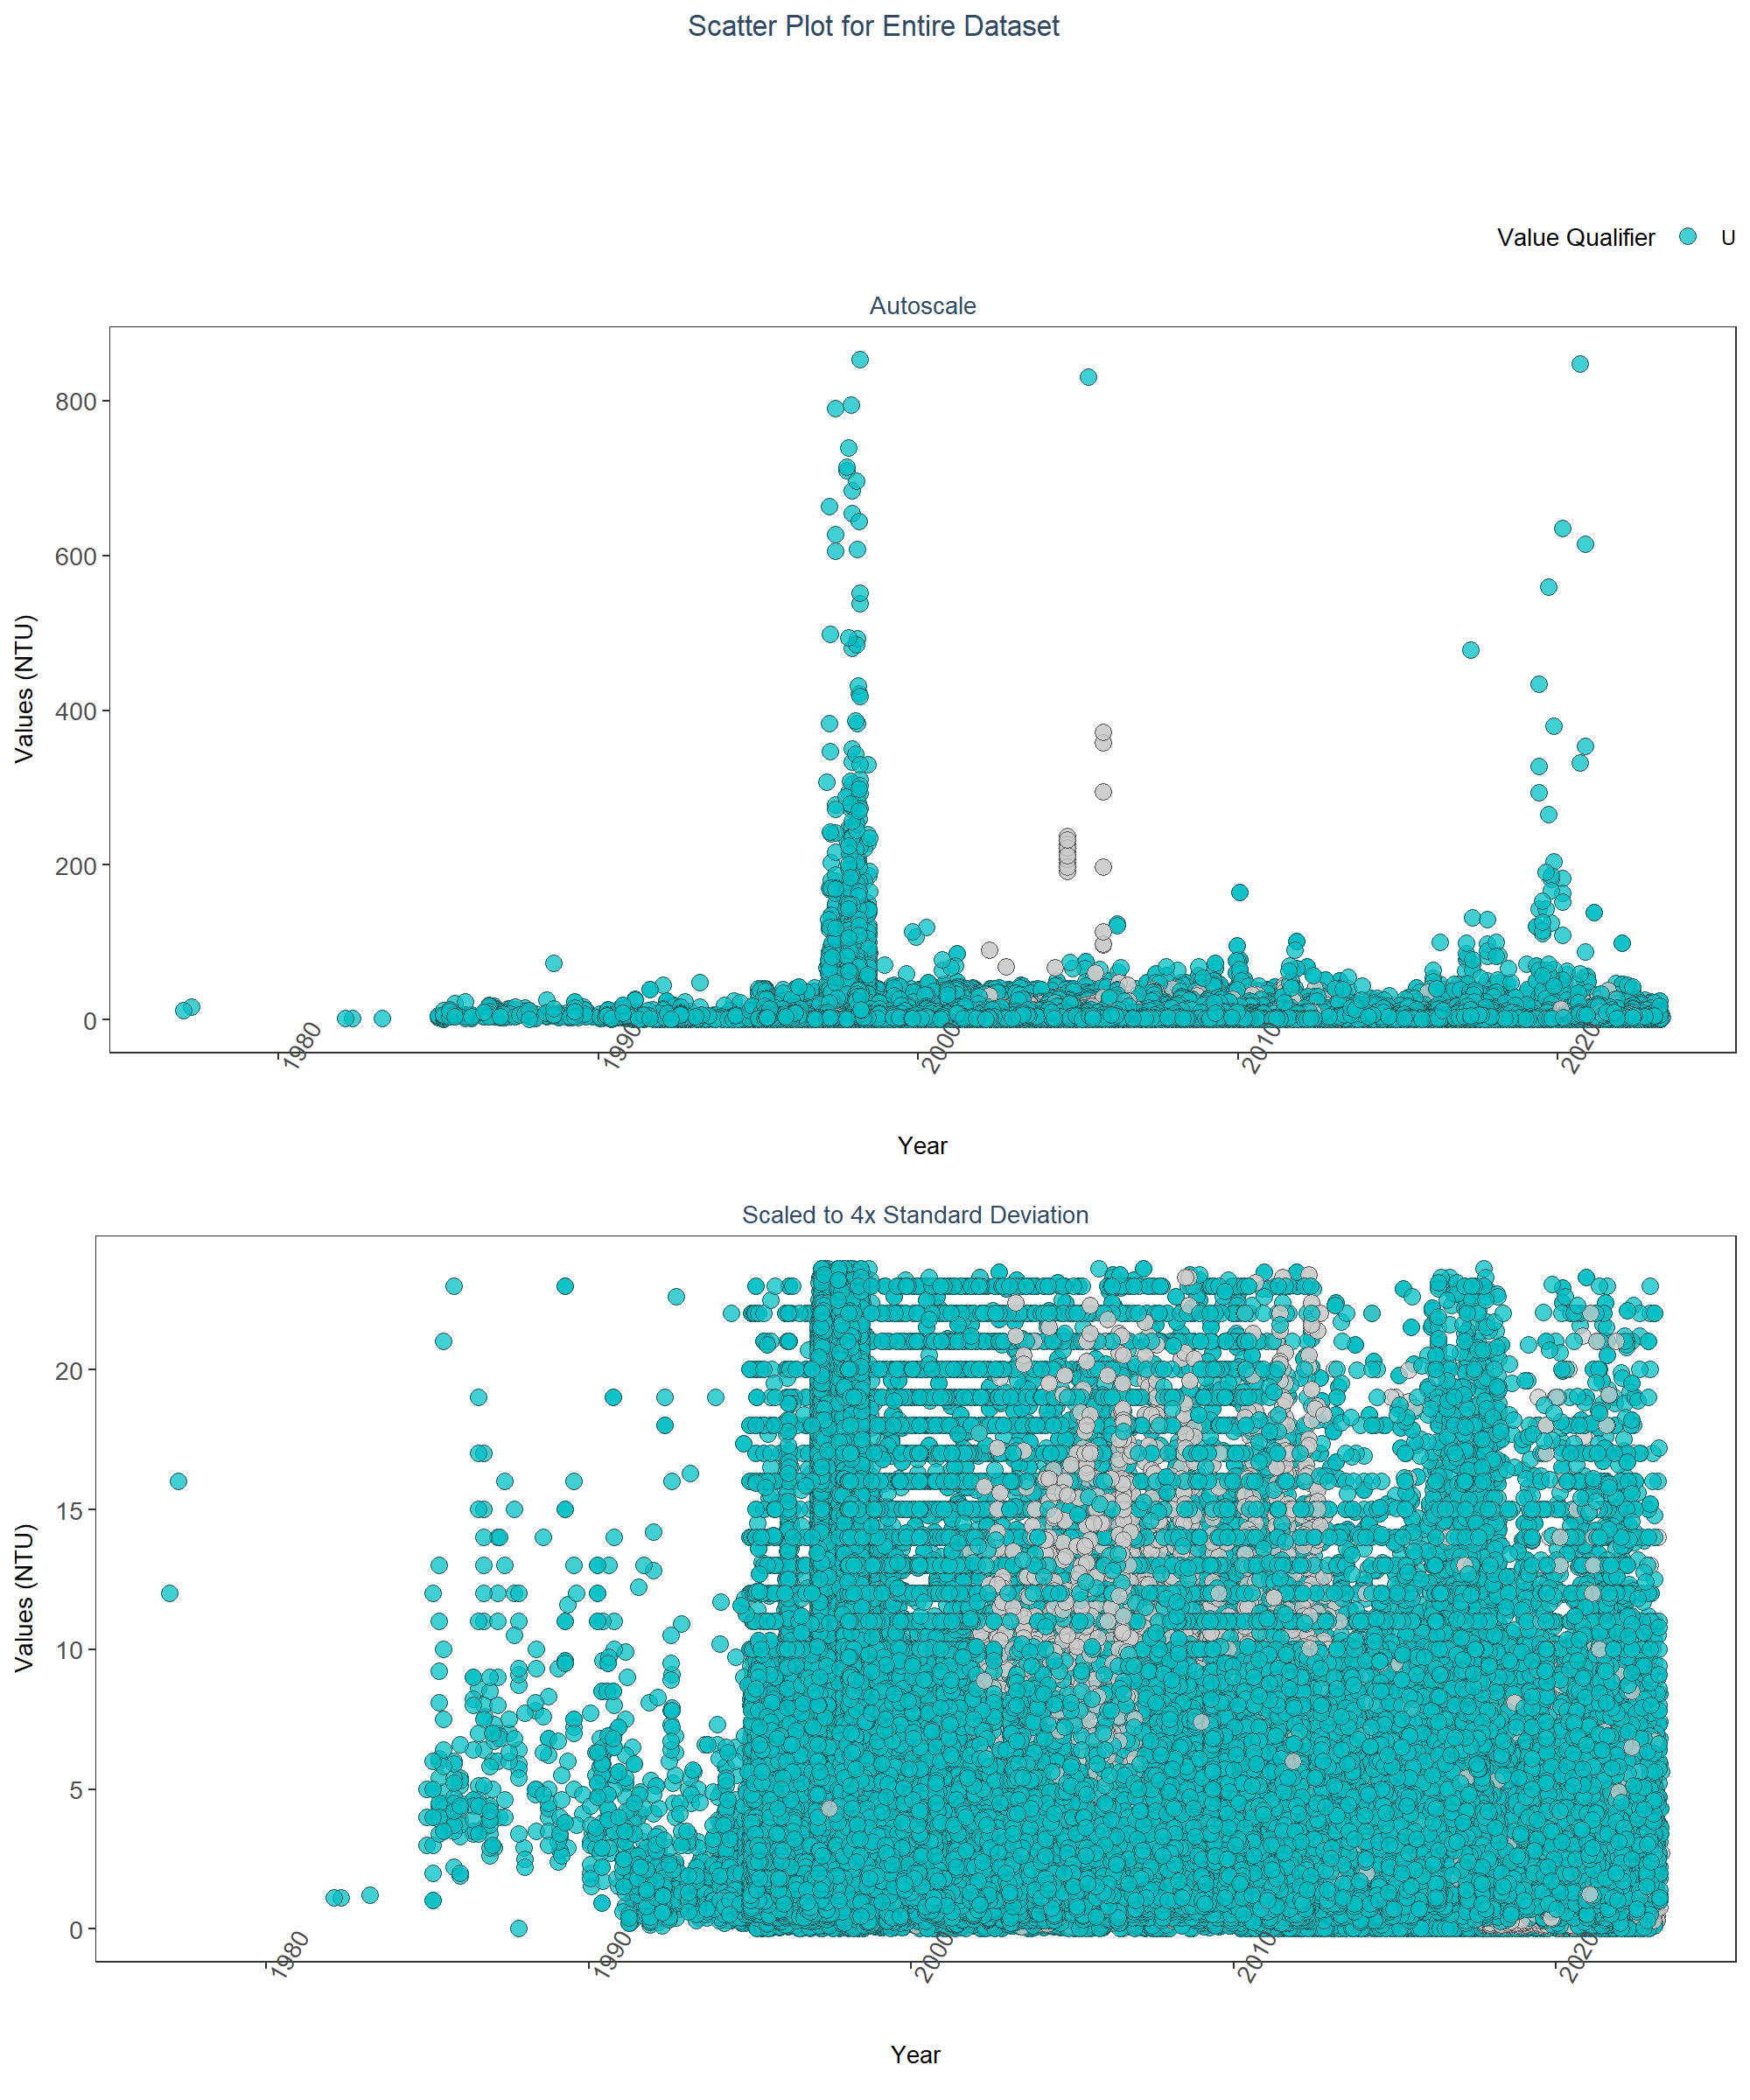 Scatter Plot for Entire Dataset
Value Qualifier U
Autoscale
Values (NTU)
800
600
400
200
0
1980 1990 2000 2010 2020
Year
Scaled to 4x Standard Deviation
Values (NTU)
20
15
10
5
0
1980 1990 2000 2010 2020
Year